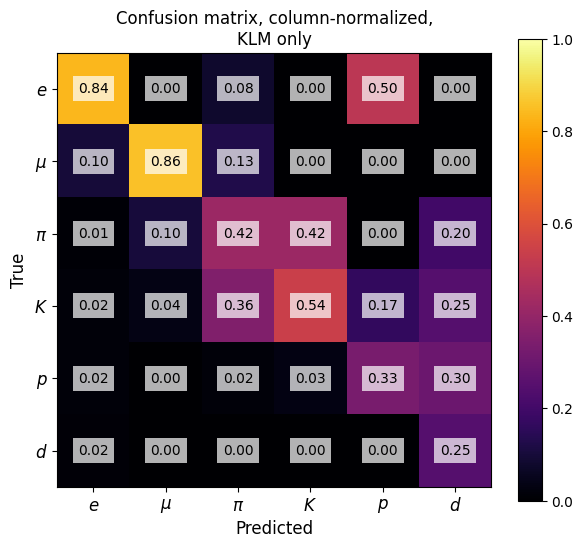 Confusion matrix, column-normalized,
KLM only
e 0.84 0.00 0.08 0.00 0.50 0.00
μ 0.10 0.86 0.13 0.00 0.00 0.00
π 0.01 0.10 0.42 0.42 0.00 0.20
K 0.02 0.04 0.36 0.54 0.17 0.25
p 0.02 0.00 0.02 0.03 0.33 0.30
d 0.02 0.00 0.00 0.00 0.00 0.25
e μ π K p d
Predicted
True
1.0
0.8
0.6
0.4
0.2
0.0